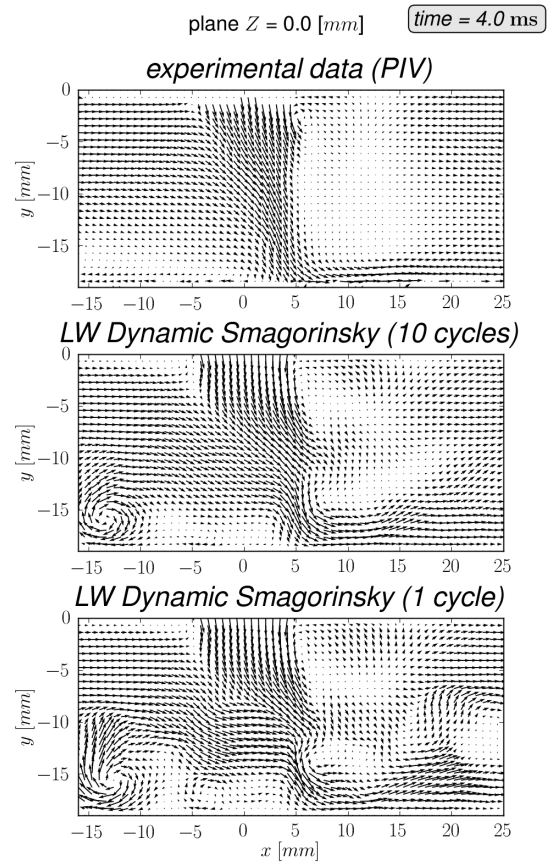 plane Z = 0.0 [mm]
time = 4.0 ms
experimental data (PIV)
0
−5
−10
−15
y [mm]
−15 −10 −5 0 5 10 15 20 25
LW Dynamic Smagorinsky (10 cycles)
0
−5
−10
−15
y [mm]
−15 −10 −5 0 5 10 15 20 25
LW Dynamic Smagorinsky (1 cycle)
0
−5
−10
−15
y [mm]
−15 −10 −5 0 5 10 15 20 25
x [mm]